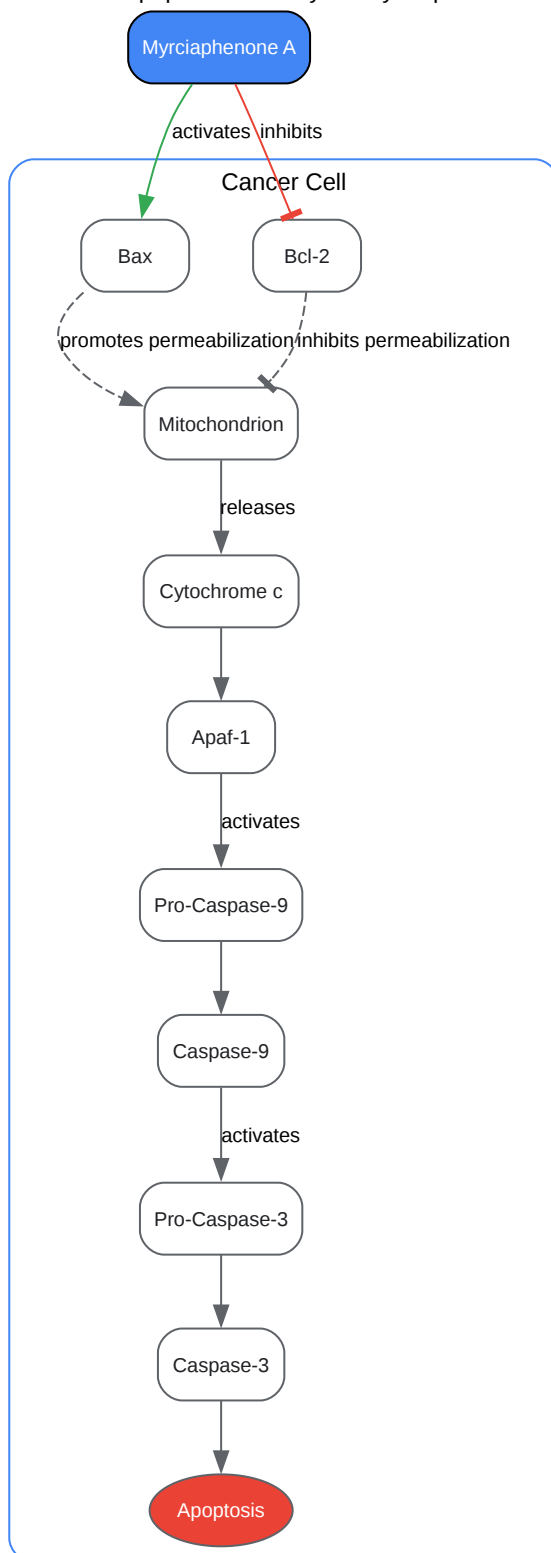 Myrciaphenone A
activates inhibits
Cancer Cell
Bax
Bcl-2
promotes permeabilization
inhibits permeabilization
Mitochondrion
releases
Cytochrome c
Apaf-1
activates
Pro-Caspase-9
Caspase-9
activates
Pro-Caspase-3
Caspase-3
Apoptosis